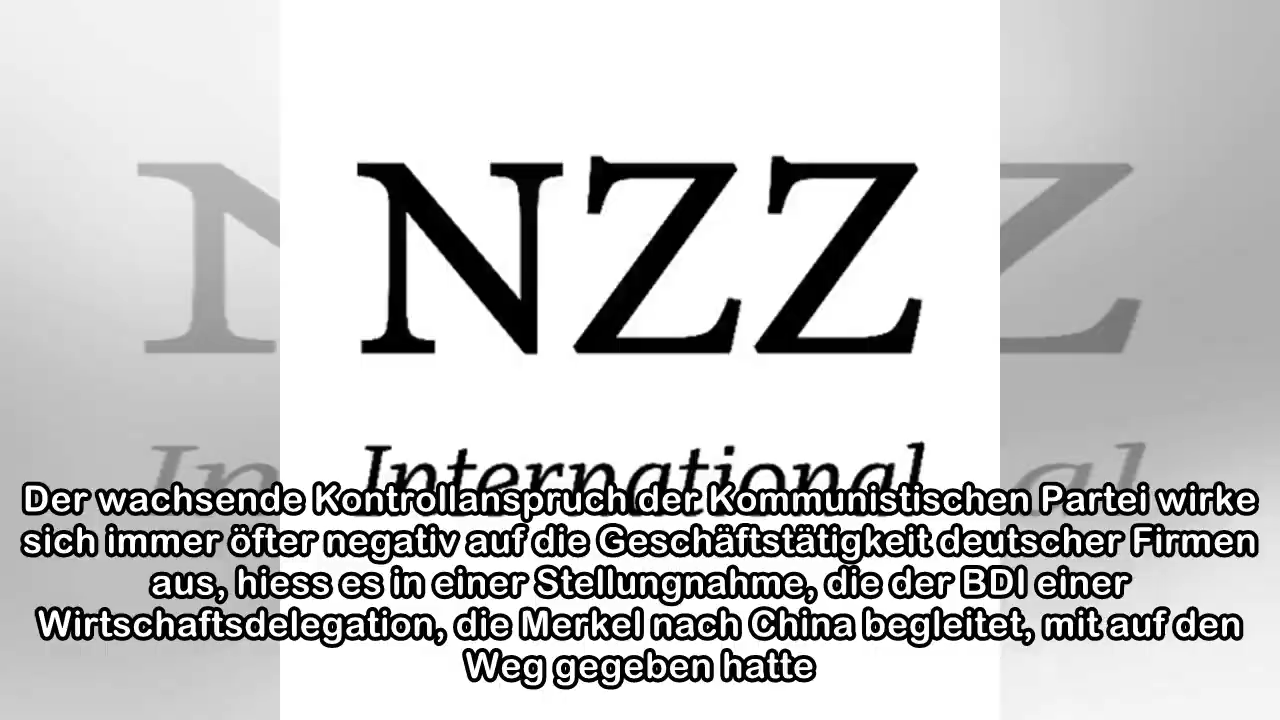 NZZ
International
Der wachsende Kontrollanspruch der Kommunistischen Partei wirke
sich immer öfter negativ auf die Geschäftstätigkeit deutscher Firmen
aus, hiess es in einer Stellungnahme, die der BDI einer
Wirtschaftsdelegation, die Merkel nach China begleitet, mit auf den
Weg gegeben hatte